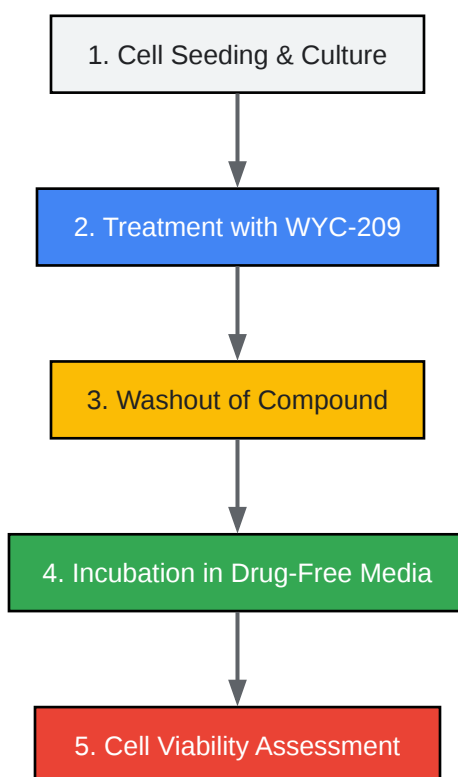 1. Cell Seeding & Culture
2. Treatment with WYC-209
3. Washout of Compound
4. Incubation in Drug-Free Media
5. Cell Viability Assessment